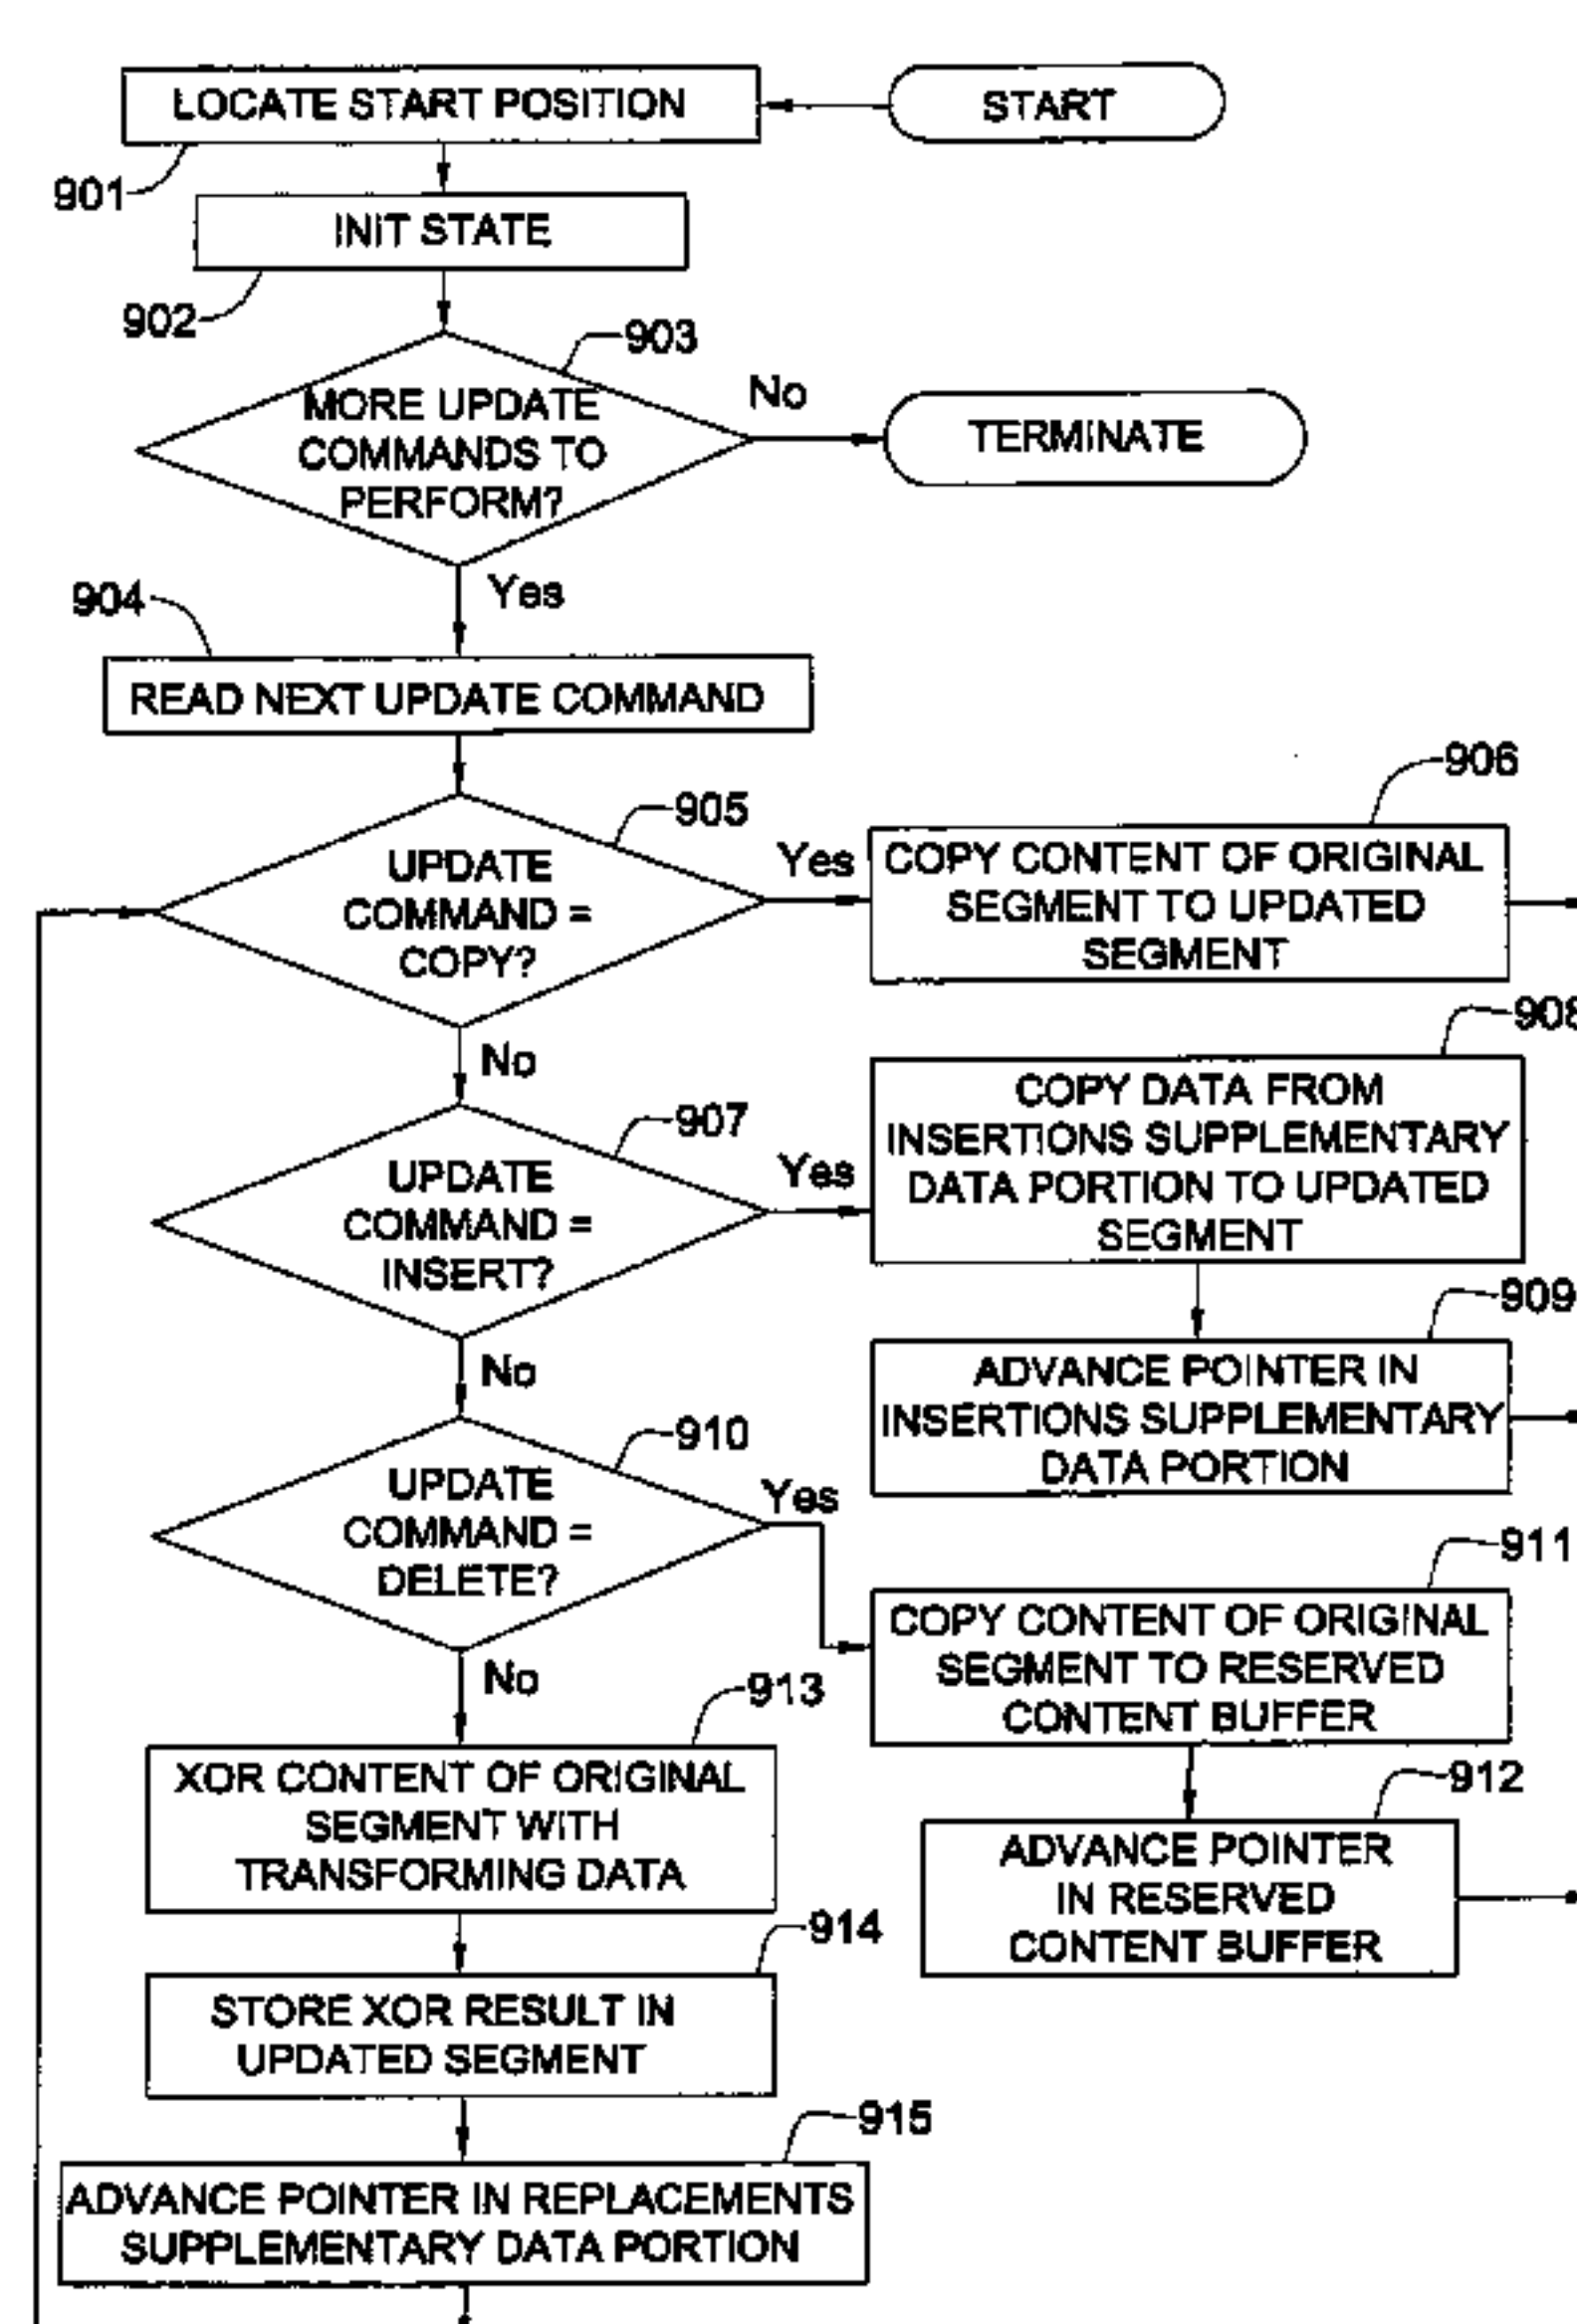 LOCATE START POSITION
START
901
INIT STATE
902
903
MORE UPDATE
COMMANDS TO
PERFORM?
No
TERMINATE
Yes
904
READ NEXT UPDATE COMMAND
905
UPDATE
COMMAND =
COPY?
Yes
906
COPY CONTENT OF ORIGINAL
SEGMENT TO UPDATED
SEGMENT
No
907
UPDATE
COMMAND =
INSERT?
Yes
908
COPY DATA FROM
INSERTIONS SUPPLEMENTARY
DATA PORTION TO UPDATED
SEGMENT
909
ADVANCE POINTER IN
INSERTIONS SUPPLEMENTARY
DATA PORTION
No
910
UPDATE
COMMAND =
DELETE?
Yes
911
COPY CONTENT OF ORIGINAL
SEGMENT TO RESERVED
CONTENT BUFFER
912
ADVANCE POINTER
IN RESERVED
CONTENT BUFFER
No
913
XOR CONTENT OF ORIGINAL
SEGMENT WITH
TRANSFORMING DATA
914
STORE XOR RESULT IN
UPDATED SEGMENT
915
ADVANCE POINTER IN REPLACEMENTS
SUPPLEMENTARY DATA PORTION